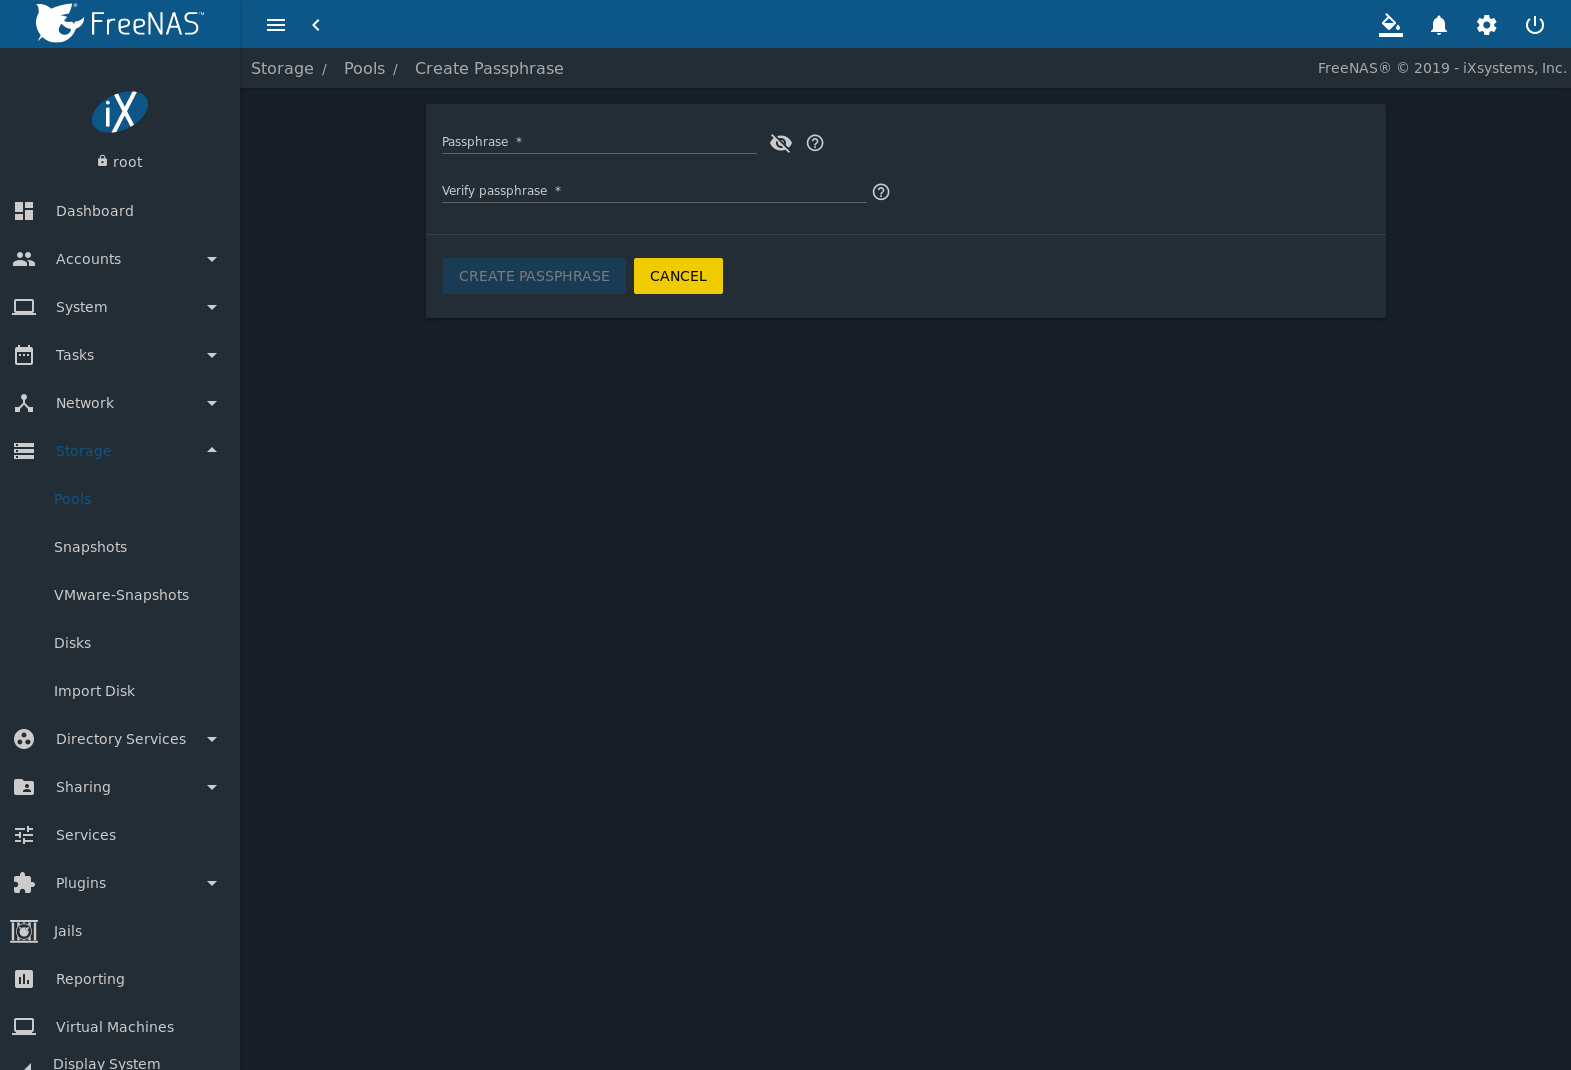 FreeNAS™
Storage / Pools / Create Passphrase
FreeNAS® © 2019 - iXsystems, Inc.
iX
root
Dashboard
Accounts
System
Tasks
Network
Storage
Pools
Snapshots
VMware-Snapshots
Disks
Import Disk
Directory Services
Sharing
Services
Plugins
Jails
Reporting
Virtual Machines
Display System
Passphrase *
Verify passphrase *
CREATE PASSPHRASE
CANCEL